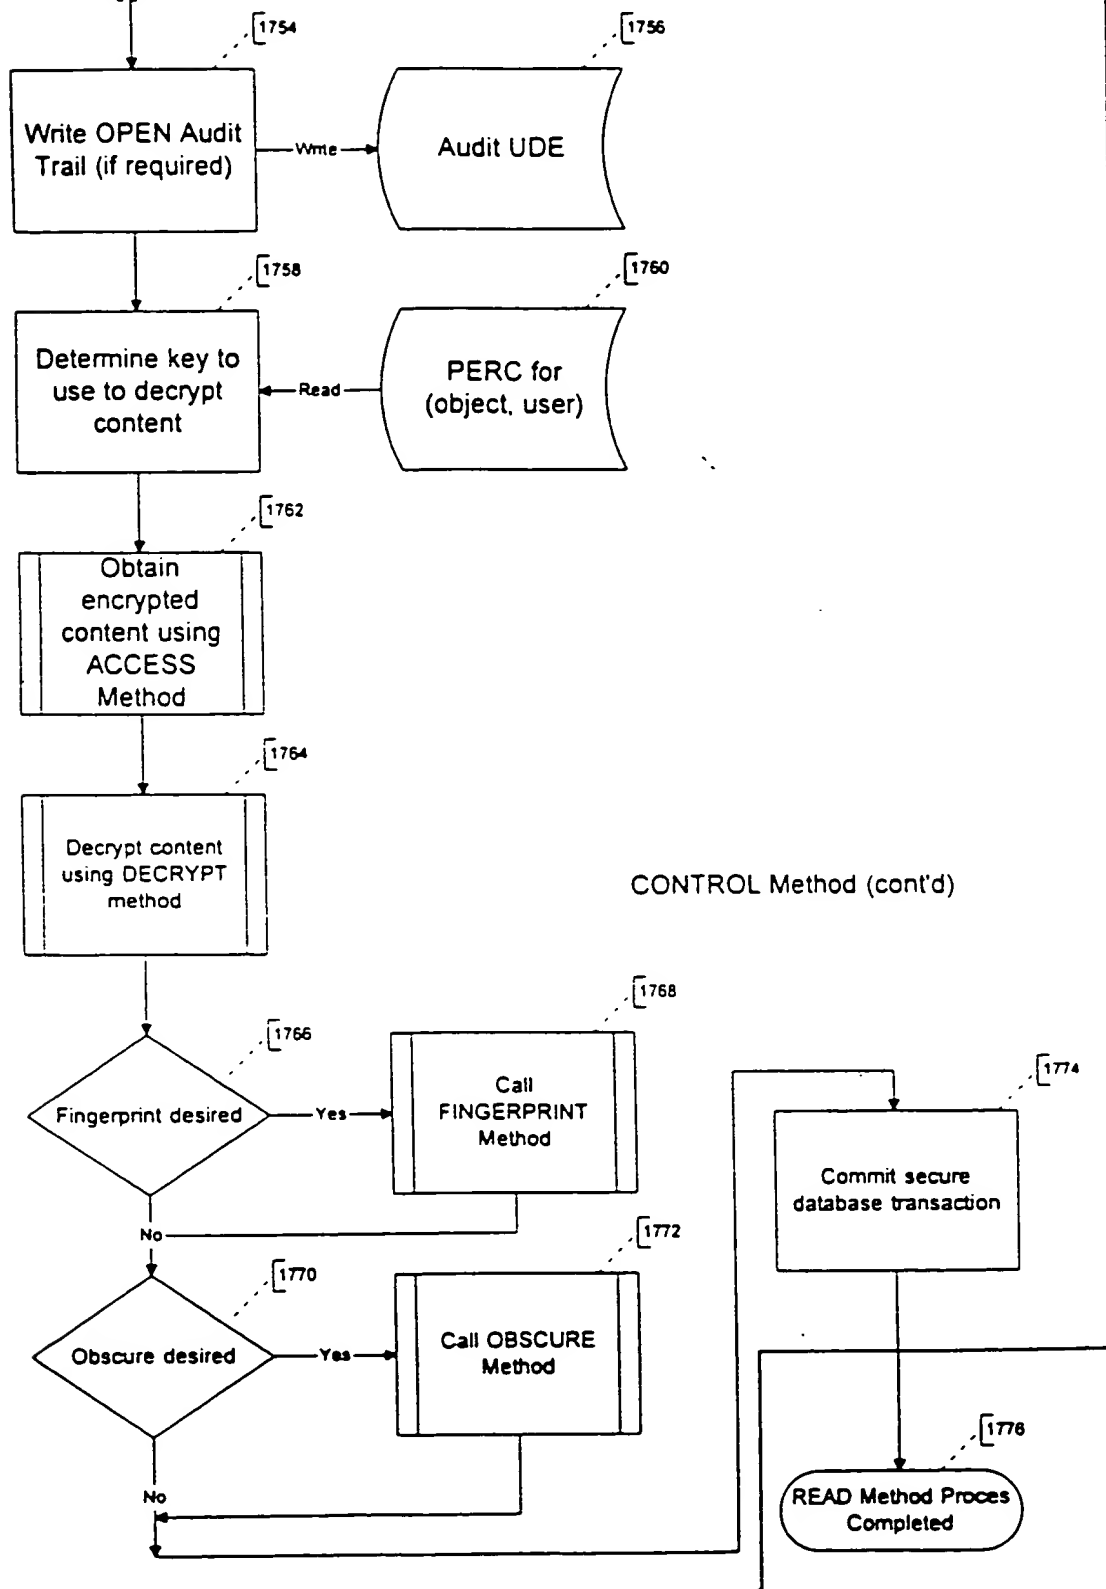 1754
1756
Write OPEN Audit
Trail (if required)
Write
Audit UDE
1758
1760
Determine key to
use to decrypt
content
Read
PERC for
(object, user)
1762
Obtain
encrypted
content using
ACCESS
Method
1764
Decrypt content
using DECRYPT
method
CONTROL Method (cont'd)
1766
1768
Fingerprint desired
Yes
Call
FINGERPRINT
Method
1774
Commit secure
database transaction
No
1770
1772
Obscure desired
Yes
Call OBSCURE
Method
No
1776
READ Method Proces
Completed